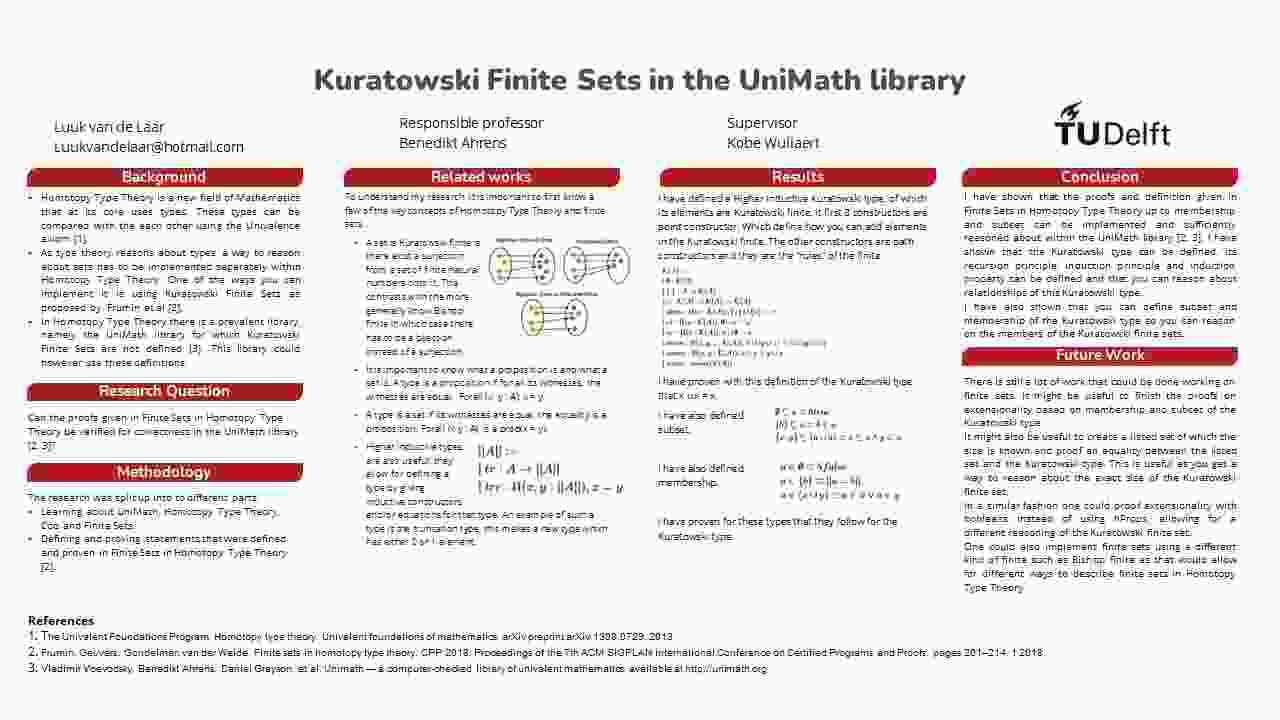 Kuratowski Finite Sets in the UniMath library
Luuk van de Laar
Luukvandelaar@hotmail.com
Responsible professor
Benedikt Ahrens
Supervisor
Kobe Wullaert
TUDelft
Background
• Homotopy Type Theory is a new field of Mathematics
that at its core uses types. These types can be
compared with the each other using the Univalence
axiom [1].
• As type theory reasons about types, a way to reason
about sets has to be implemented seperately within
Homotopy Type Theory. One of the ways you can
implement it is using Kuratowski Finite Sets as
proposed by Frumin et al [2].
• In Homotopy Type Theory there is a prevalent library,
namely the UniMath library for which Kuratowski
Finite Sets are not defined [3]. This library could
however use these definitions.
Research Question
Can the proofs given in Finite Sets in Homotopy Type
Theory be verified for correctness in the UniMath library
[2, 3]?
Methodology
The research was split up into to different parts
• Learning about UniMath, Homotopy Type Theory,
Coq and Finite Sets.
• Defining and proving statements that were defined
and proven in Finite Sets in Homotopy Type Theory
[2].
Related works
To understand my research it is important to first know a
few of the key concepts of Homotopy Type Theory and finite
sets.
• A set is Kuratowski finite is
there exist a surjection
from a set of finite natural
numbers onto it. This
contrasts with the more
generally know Bishop
finite in which case there
has to be a bijection
instead of a surjection.
• It is important to know what a proposition is and what a
set is. A type is a proposition if for all its witnesses, the
witnesses are equal. Forall (x y : A), x = y.
• A type is a set if its witnesses are equal, the equality is a
proposition. Forall (x y : A), is a prop(x = y).
• Higher inductive types,
are also useful, they
allow for defining a
type by giving
inductive constructors
and/or equations for that type. An example of such a
type is the truncation type, this makes a new type which
has either 0 or 1 element.
||A|| :=
| tr : A → ||A||
| trc : Π(x, y : ||A||), x = y
Results
I have defined a Higher Inductive Kuratowski type, of which
its elements are Kuratowski finite. It first 3 constructors are
point constructor. Which define how you can add elements
in the Kuratowski finite. The other constructors are path
constructors and they are the "rules" of the finite
I have proven with this definition of the Kuratowski type
that x ∪ x = x.
I have also defined
subset.
I have also defined
membership.
I have proven for these types that they follow for the
Kuratowski type.
Conclusion
I have shown that the proofs and definition given in
Finite Sets in Homotopy Type Theory up to membership
and subset can be implemented and sufficiently
reasoned about within the UniMath library [2, 3]. I have
shown that the Kuratowski type can be defined, its
recursion principle, induction principle and induction
property can be defined and that you can reason about
relationships of this Kuratowski type.
I have also shown that you can define subset and
membership of the Kuratowski type so you can reason
on the members of the Kuratowski finite sets.
Future Work
There is still a lot of work that could be done working on
finite sets. It might be useful to finish the proofs on
extensionality based on membership and subset of the
Kuratowski type.
It might also be useful to create a listed set of which the
size is known and proof an equality between the listed
set and the Kuratowski type. This is useful as you get a
way to reason about the exact size of the Kuratowski
finite set.
In a similar fashion one could proof extensionality with
booleans instead of using hProps, allowing for a
different reasoning of the Kuratowski finite set.
One could also implement finite sets using a different
kind of finite such as Bishop finite as that would allow
for different ways to describe finite sets in Homotopy
Type Theory
References
1. The Univalent Foundations Program. Homotopy type theory: Univalent foundations of mathematics. arXiv preprint arXiv:1308.0729, 2013
2. Frumin, Geuvers, Gondelman, van der Weide. Finite sets in homotopy type theory. CPP 2018: Proceedings of the 7th ACM SIGPLAN International Conference on Certified Programs and Proofs, pages 201–214, 1 2018.
3. Vladimir Voevodsky, Benedikt Ahrens, Daniel Grayson, et al. Unimath — a computer-checked library of univalent mathematics. available at http://unimath.org